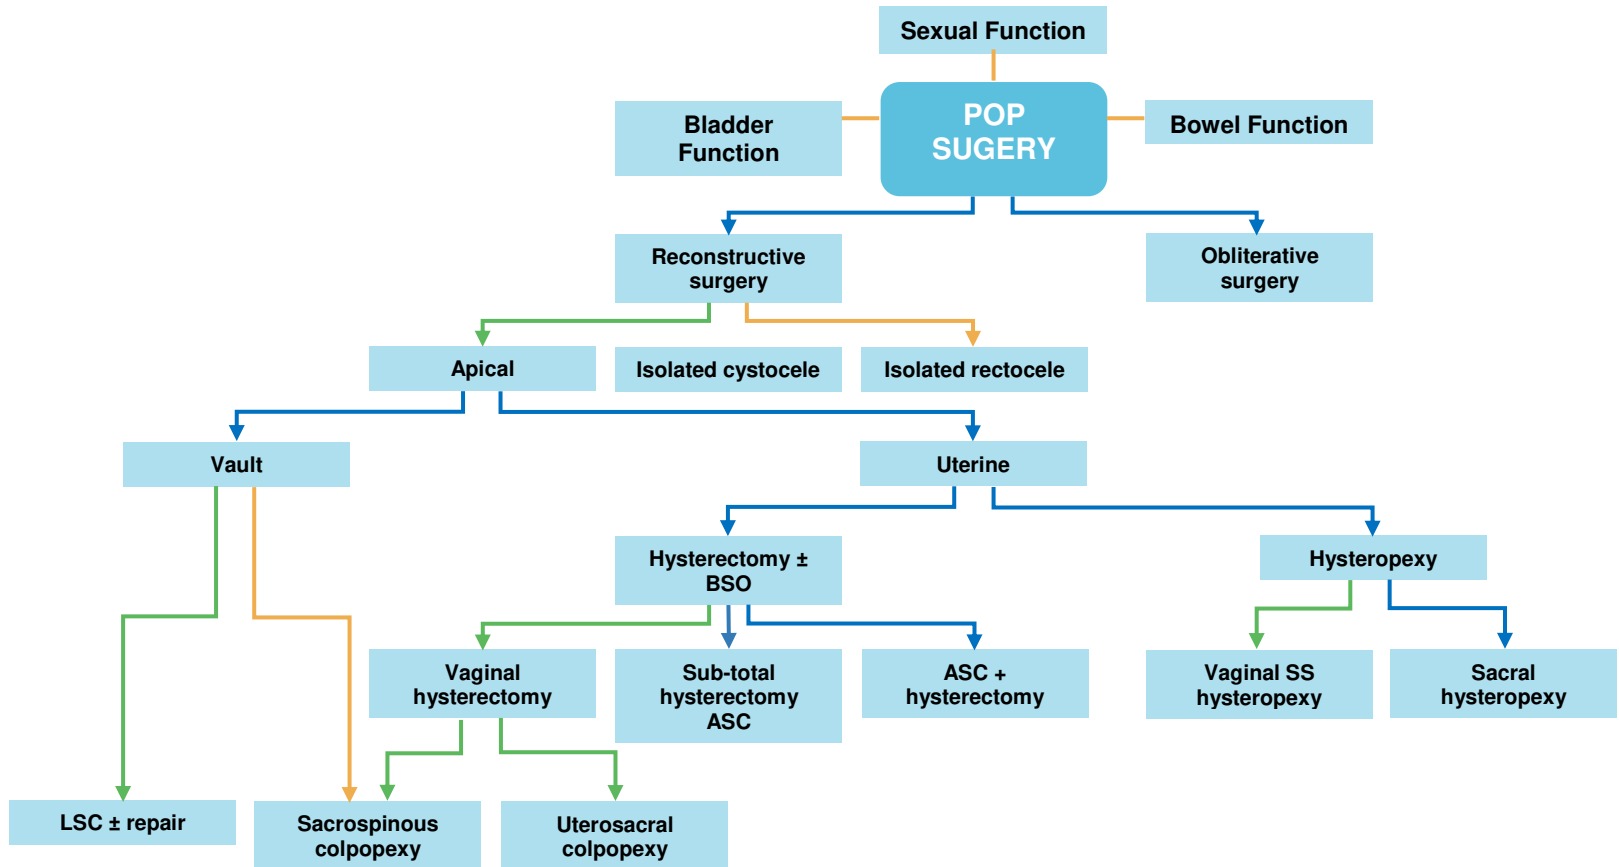 Sexual Function
Bladder
Function
POP
SUGERY
Bowel Function
Reconstructive
surgery
Obliterative
surgery
Apical
Isolated cystocele
Isolated rectocele
Vault
Uterine
Hysterectomy ±
BSO
Hysteropexy
Vaginal
hysterectomy
Sub-total
hysterectomy
ASC
ASC +
hysterectomy
Vaginal SS
hysteropexy
Sacral
hysteropexy
LSC ± repair
Sacrospinous
colpopexy
Uterosacral
colpopexy